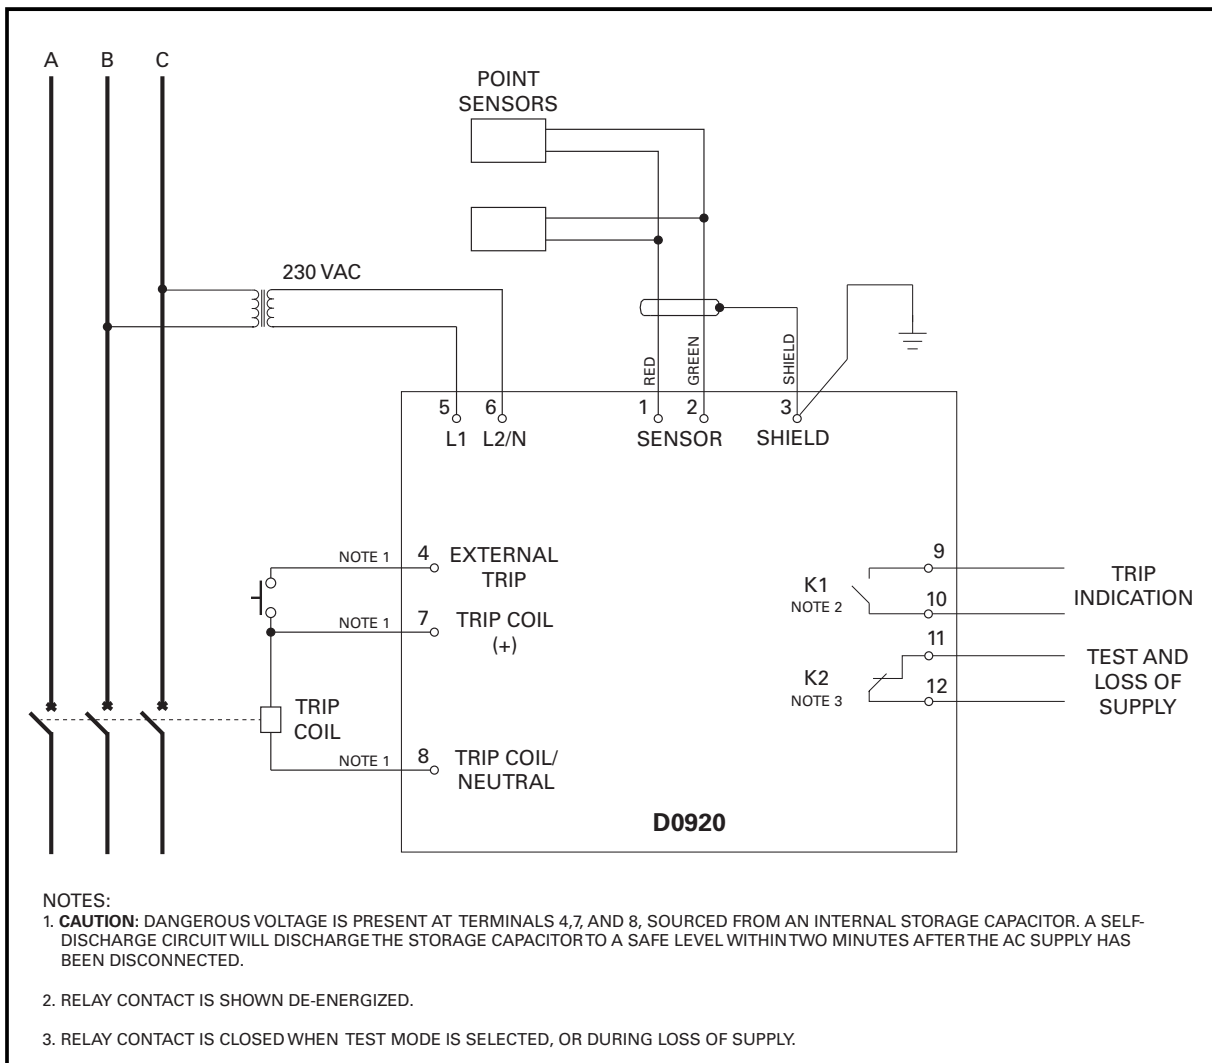 A B C
POINT
SENSORS
230 VAC
RED
GREEN
SHIELD
5 6 1 2 3
L1 L2/N SENSOR SHIELD
NOTE 1 4 EXTERNAL
TRIP
NOTE 1 7 TRIP COIL
(+)
TRIP
COIL
NOTE 1 8 TRIP COIL/
NEUTRAL
K1
NOTE 2
9
10
TRIP
INDICATION
K2
NOTE 3
11
12
TEST AND
LOSS OF
SUPPLY
D0920
NOTES:
1. CAUTION: DANGEROUS VOLTAGE IS PRESENT AT TERMINALS 4,7, AND 8, SOURCED FROM AN INTERNAL STORAGE CAPACITOR. A SELF-
DISCHARGE CIRCUIT WILL DISCHARGE THE STORAGE CAPACITOR TO A SAFE LEVEL WITHIN TWO MINUTES AFTER THE AC SUPPLY HAS
BEEN DISCONNECTED.
2. RELAY CONTACT IS SHOWN DE-ENERGIZED.
3. RELAY CONTACT IS CLOSED WHEN TEST MODE IS SELECTED, OR DURING LOSS OF SUPPLY.